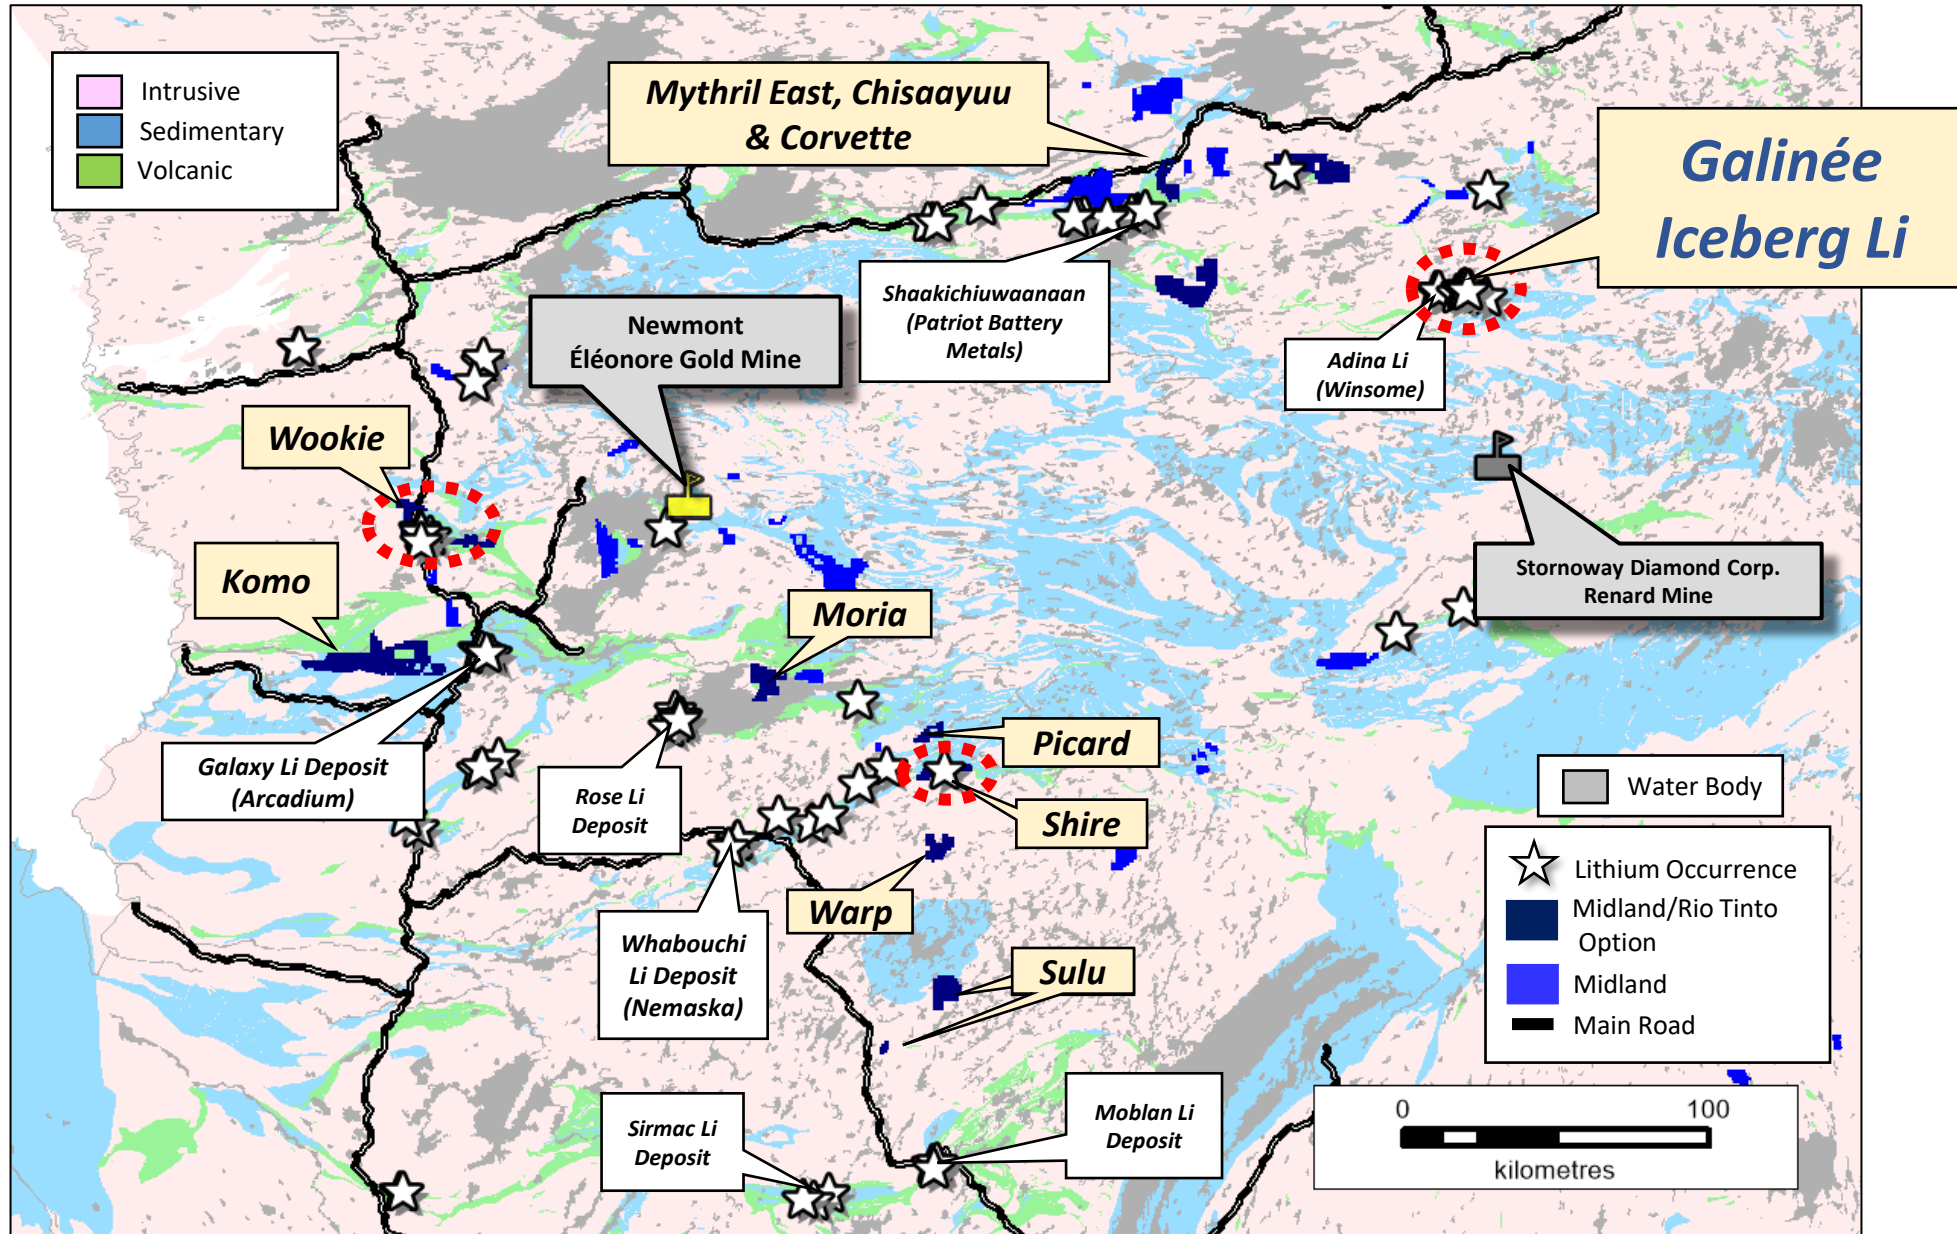 Intrusive
Sedimentary
Volcanic
Mythril East, Chisaayuu
& Corvette
Galinée
Iceberg Li
Newmont
Éléonore Gold Mine
Shaakichiuwaanaan
(Patriot Battery
Metals)
Adina Li
(Winsome)
Wookie
Komo
Moria
Stornoway Diamond Corp.
Renard Mine
Galaxy Li Deposit
(Arcadium)
Rose Li
Deposit
Picard
Shire
Water Body
Warp
Whabouchi
Li Deposit
(Nemaska)
Sulu
Lithium Occurrence
Midland/Rio Tinto
Option
Midland
Main Road
Sirmac Li
Deposit
Moblan Li
Deposit
0 100
kilometres